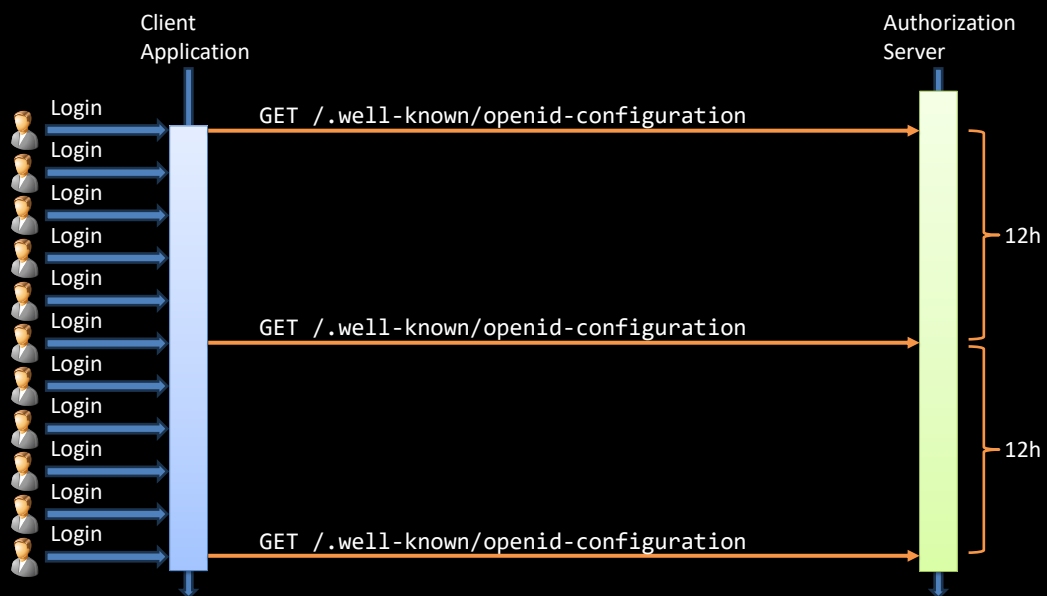 Client
Application
Authorization
Server
Login
GET /.well-known/openid-configuration
Login
Login
Login
12h
Login
Login
GET /.well-known/openid-configuration
Login
Login
Login
12h
Login
Login
GET /.well-known/openid-configuration